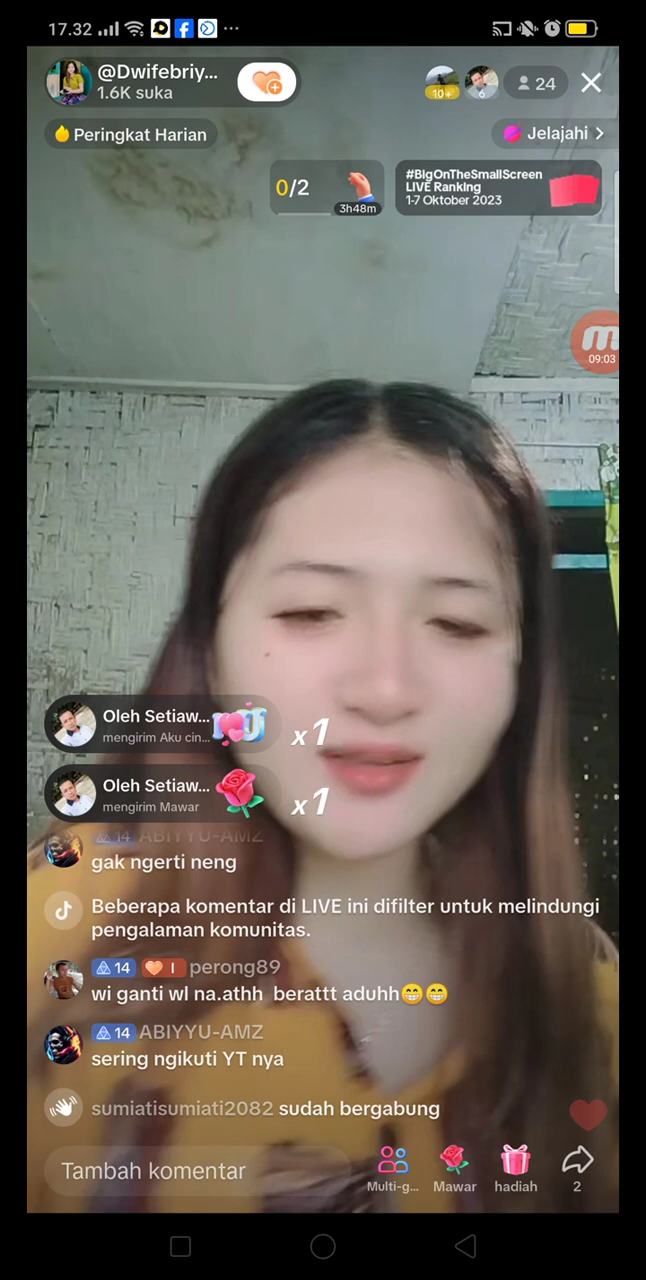 17.32
@Dwifebriy...
1.6K suka
10+
6
24
Peringkat Harian
Jelajahi >
0/2
3h48m
#BigOnTheSmallScreen
LIVE Ranking
1-7 Oktober 2023
09:03
Oleh Setiaw...
mengirim Aku cin...
x1
Oleh Setiaw...
mengirim Mawar
x1
14 ABIYYU-AMZ
gak ngerti neng
Beberapa komentar di LIVE ini difilter untuk melindungi
pengalaman komunitas.
14 I perong89
wi ganti wl na.athh berattt aduhh😁😁
14 ABIYYU-AMZ
sering ngikuti YT nya
sumiatisumiati2082 sudah bergabung
Tambah komentar
Multi-g...
Mawar
hadiah
2